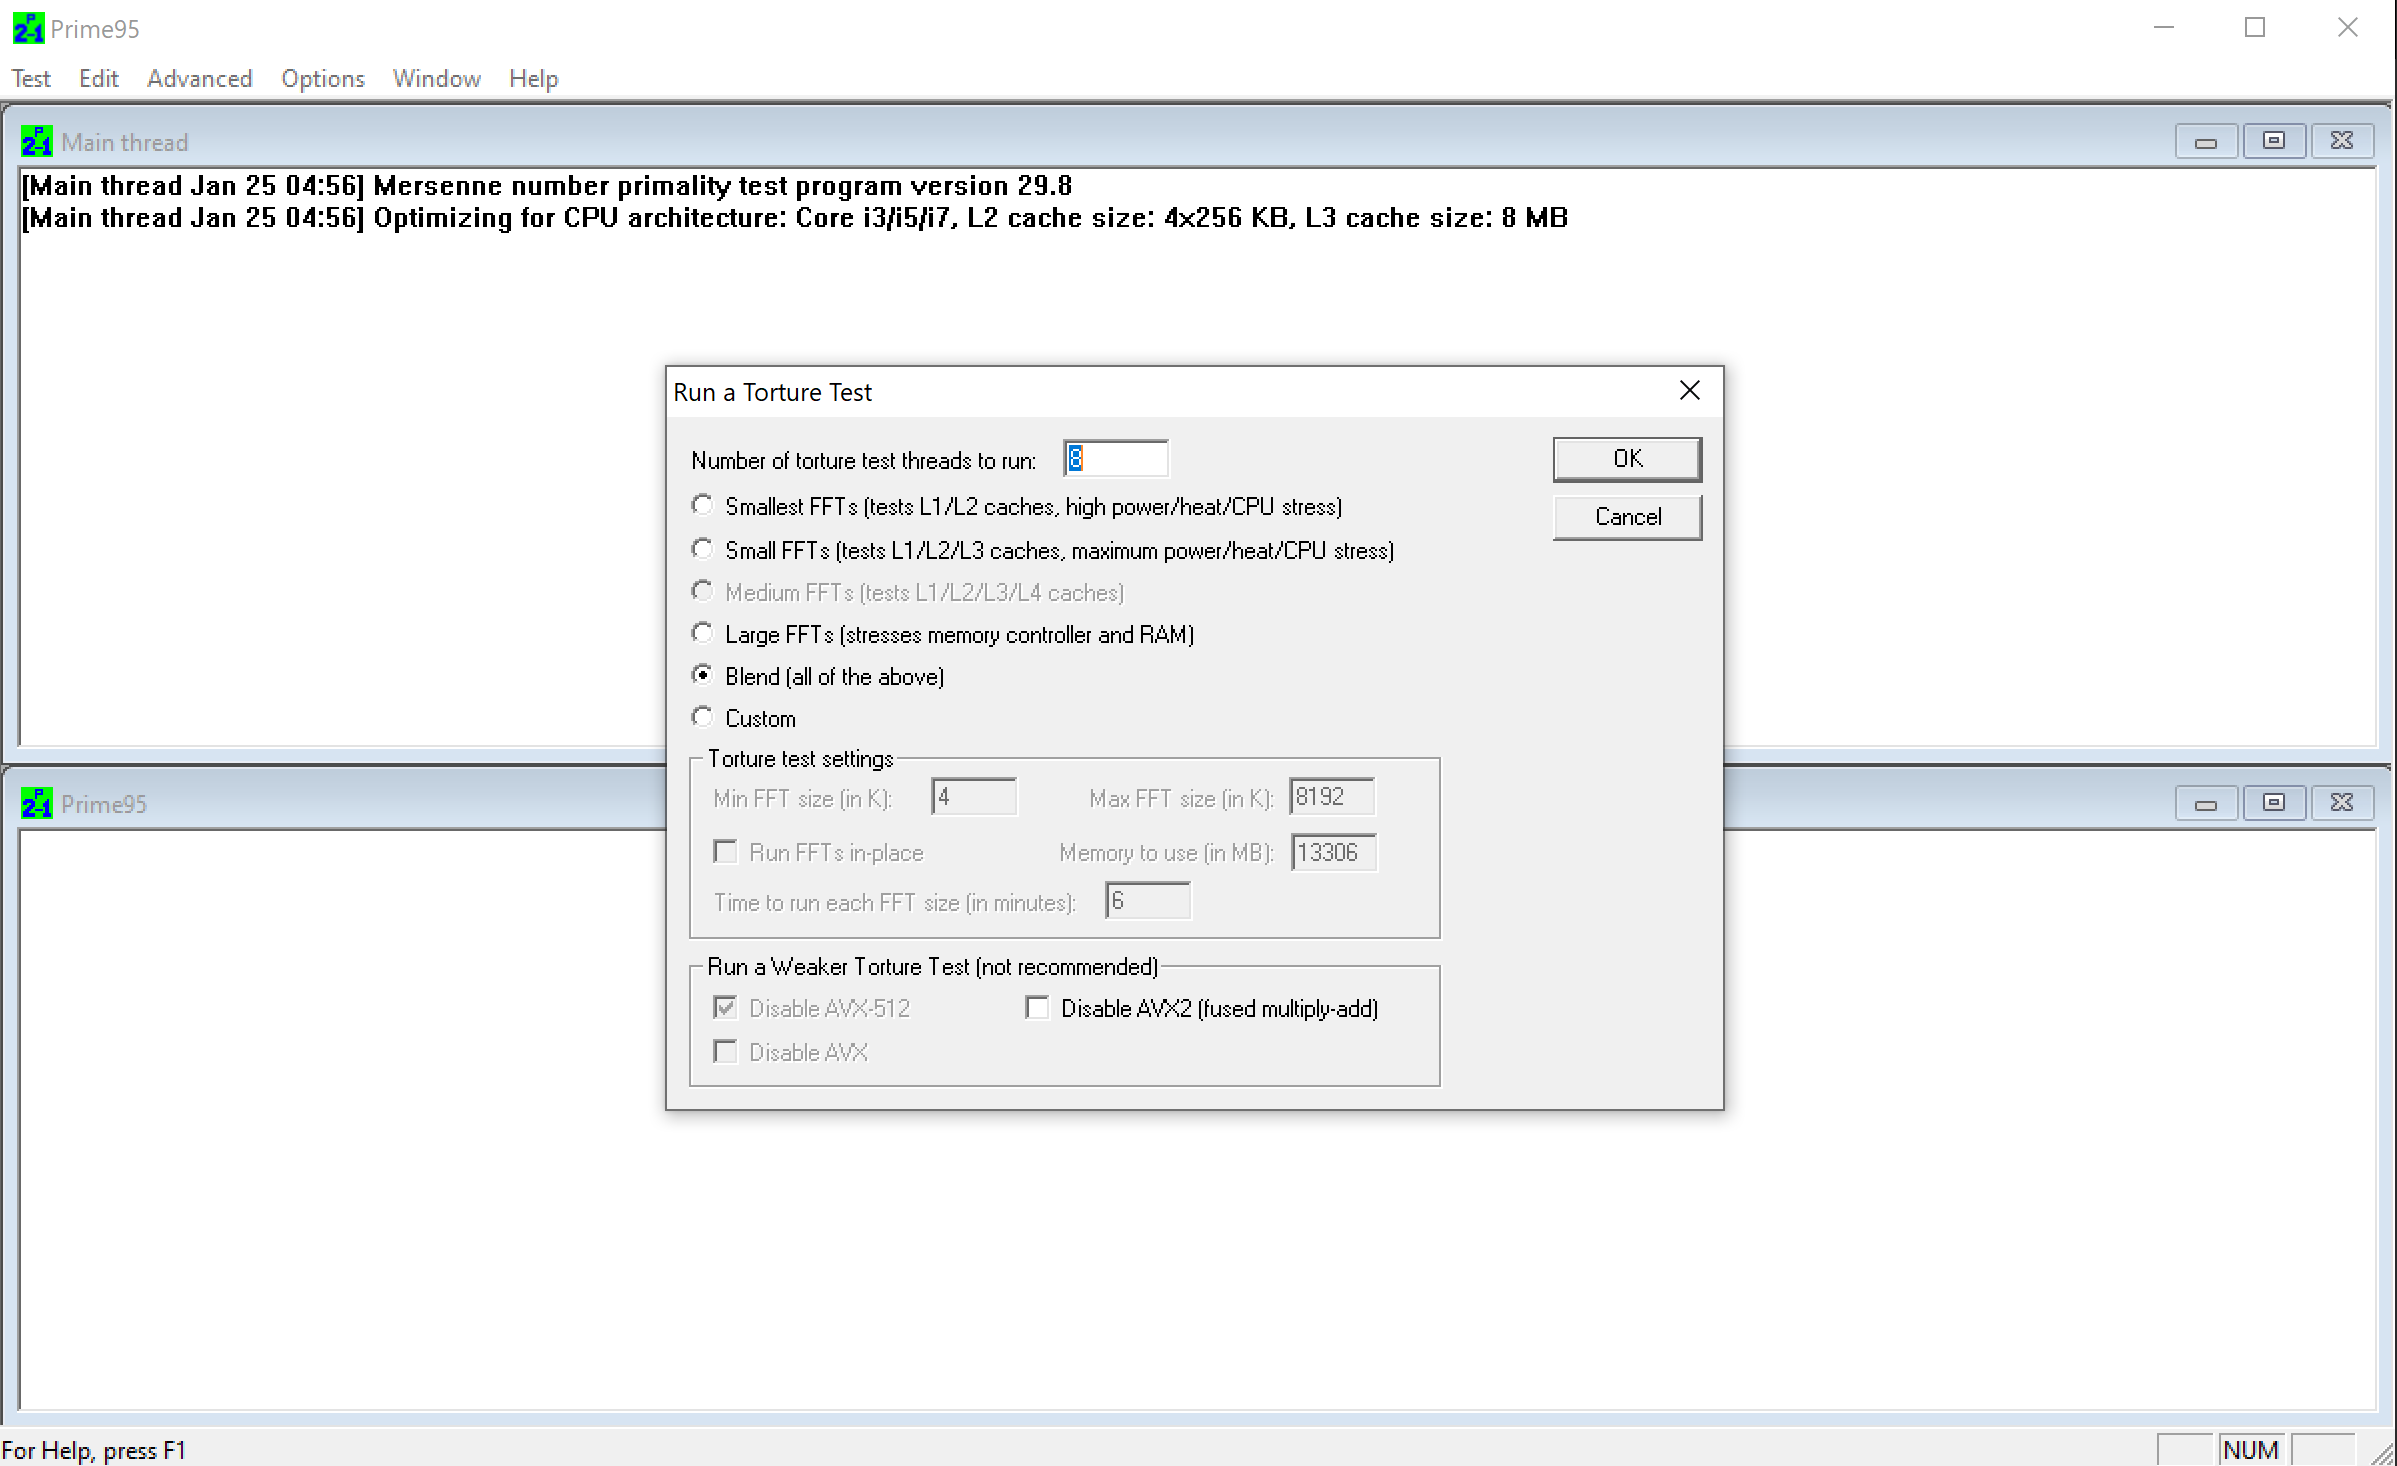 Prime95
Test Edit Advanced Options Window Help
Main thread
[Main thread Jan 25 04:56] Mersenne number primality test program version 29.8
[Main thread Jan 25 04:56] Optimizing for CPU architecture: Core i3/i5/i7, L2 cache size: 4x256 KB, L3 cache size: 8 MB
Run a Torture Test
Number of torture test threads to run: 8
OK
Smallest FFTs (tests L1/L2 caches, high power/heat/CPU stress)
Cancel
Small FFTs (tests L1/L2/L3 caches, maximum power/heat/CPU stress)
Medium FFTs (tests L1/L2/L3/L4 caches)
Large FFTs (stresses memory controller and RAM)
Blend (all of the above)
Custom
Torture test settings
Min FFT size (in K): 4 Max FFT size (in K): 8192
Run FFTs in-place Memory to use (in MB): 13306
Time to run each FFT size (in minutes): 6
Run a Weaker Torture Test (not recommended)
Disable AVX-512 Disable AVX2 (fused multiply-add)
Disable AVX
Prime95
For Help, press F1
NUM